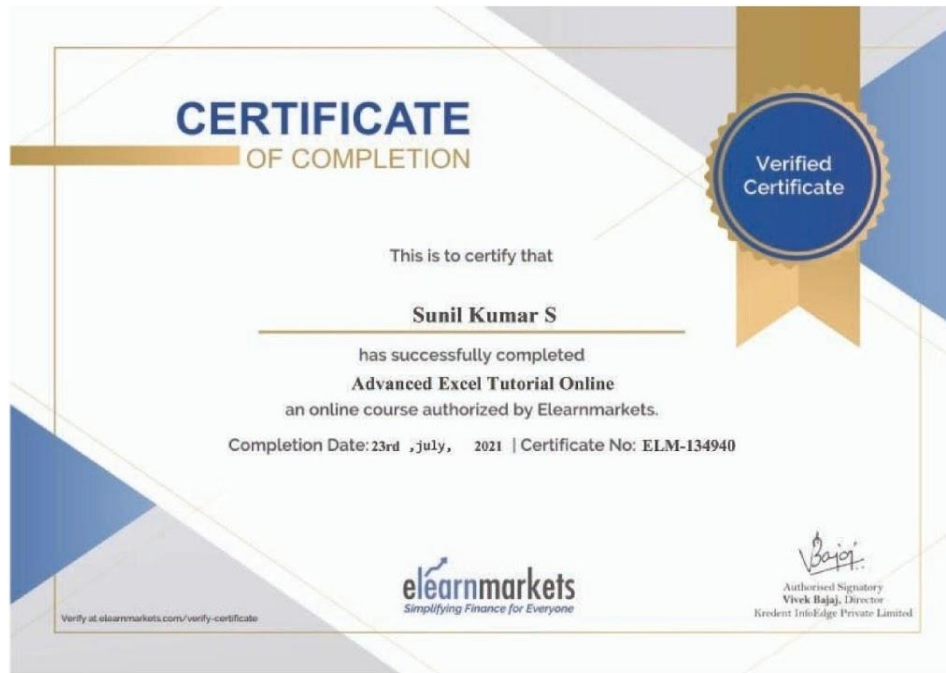 CERTIFICATE
OF COMPLETION
Verified
Certificate
This is to certify that
Sunil Kumar S
has successfully completed
Advanced Excel Tutorial Online
an online course authorized by Elearnmarkets.
Completion Date: 23rd ,july, 2021 | Certificate No: ELM-134940
elearnmarkets
Simplifying Finance for Everyone
Bajaj
Authorised Signatory
Vivek Bajaj, Director
Kredent InfoEdge Private Limited
Verify at elearnmarkets.com/verify-certificate